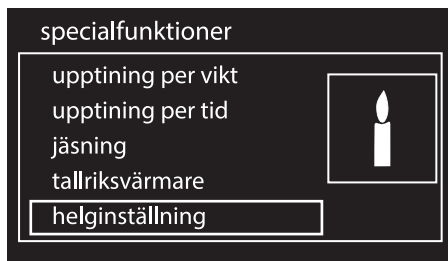 specialfunktioner
upptining per vikt
upptining per tid
jäsning
tallriksvärmare
helginställning